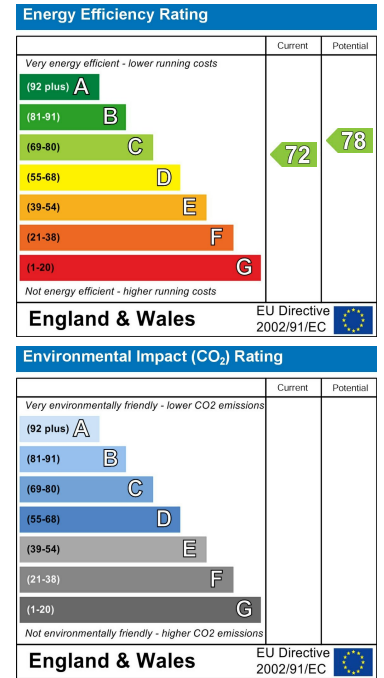 Energy Efficiency Rating
Current Potential
Very energy efficient - lower running costs
(92 plus) A
(81-91) B
(69-80) C
(55-68) D
(39-54) E
(21-38) F
(1-20) G
72 78
Not energy efficient - higher running costs
England & Wales
EU Directive
2002/91/EC
Environmental Impact (CO₂) Rating
Current Potential
Very environmentally friendly - lower CO2 emissions
(92 plus) A
(81-91) B
(69-80) C
(55-68) D
(39-54) E
(21-38) F
(1-20) G
Not environmentally friendly - higher CO2 emissions
England & Wales
EU Directive
2002/91/EC